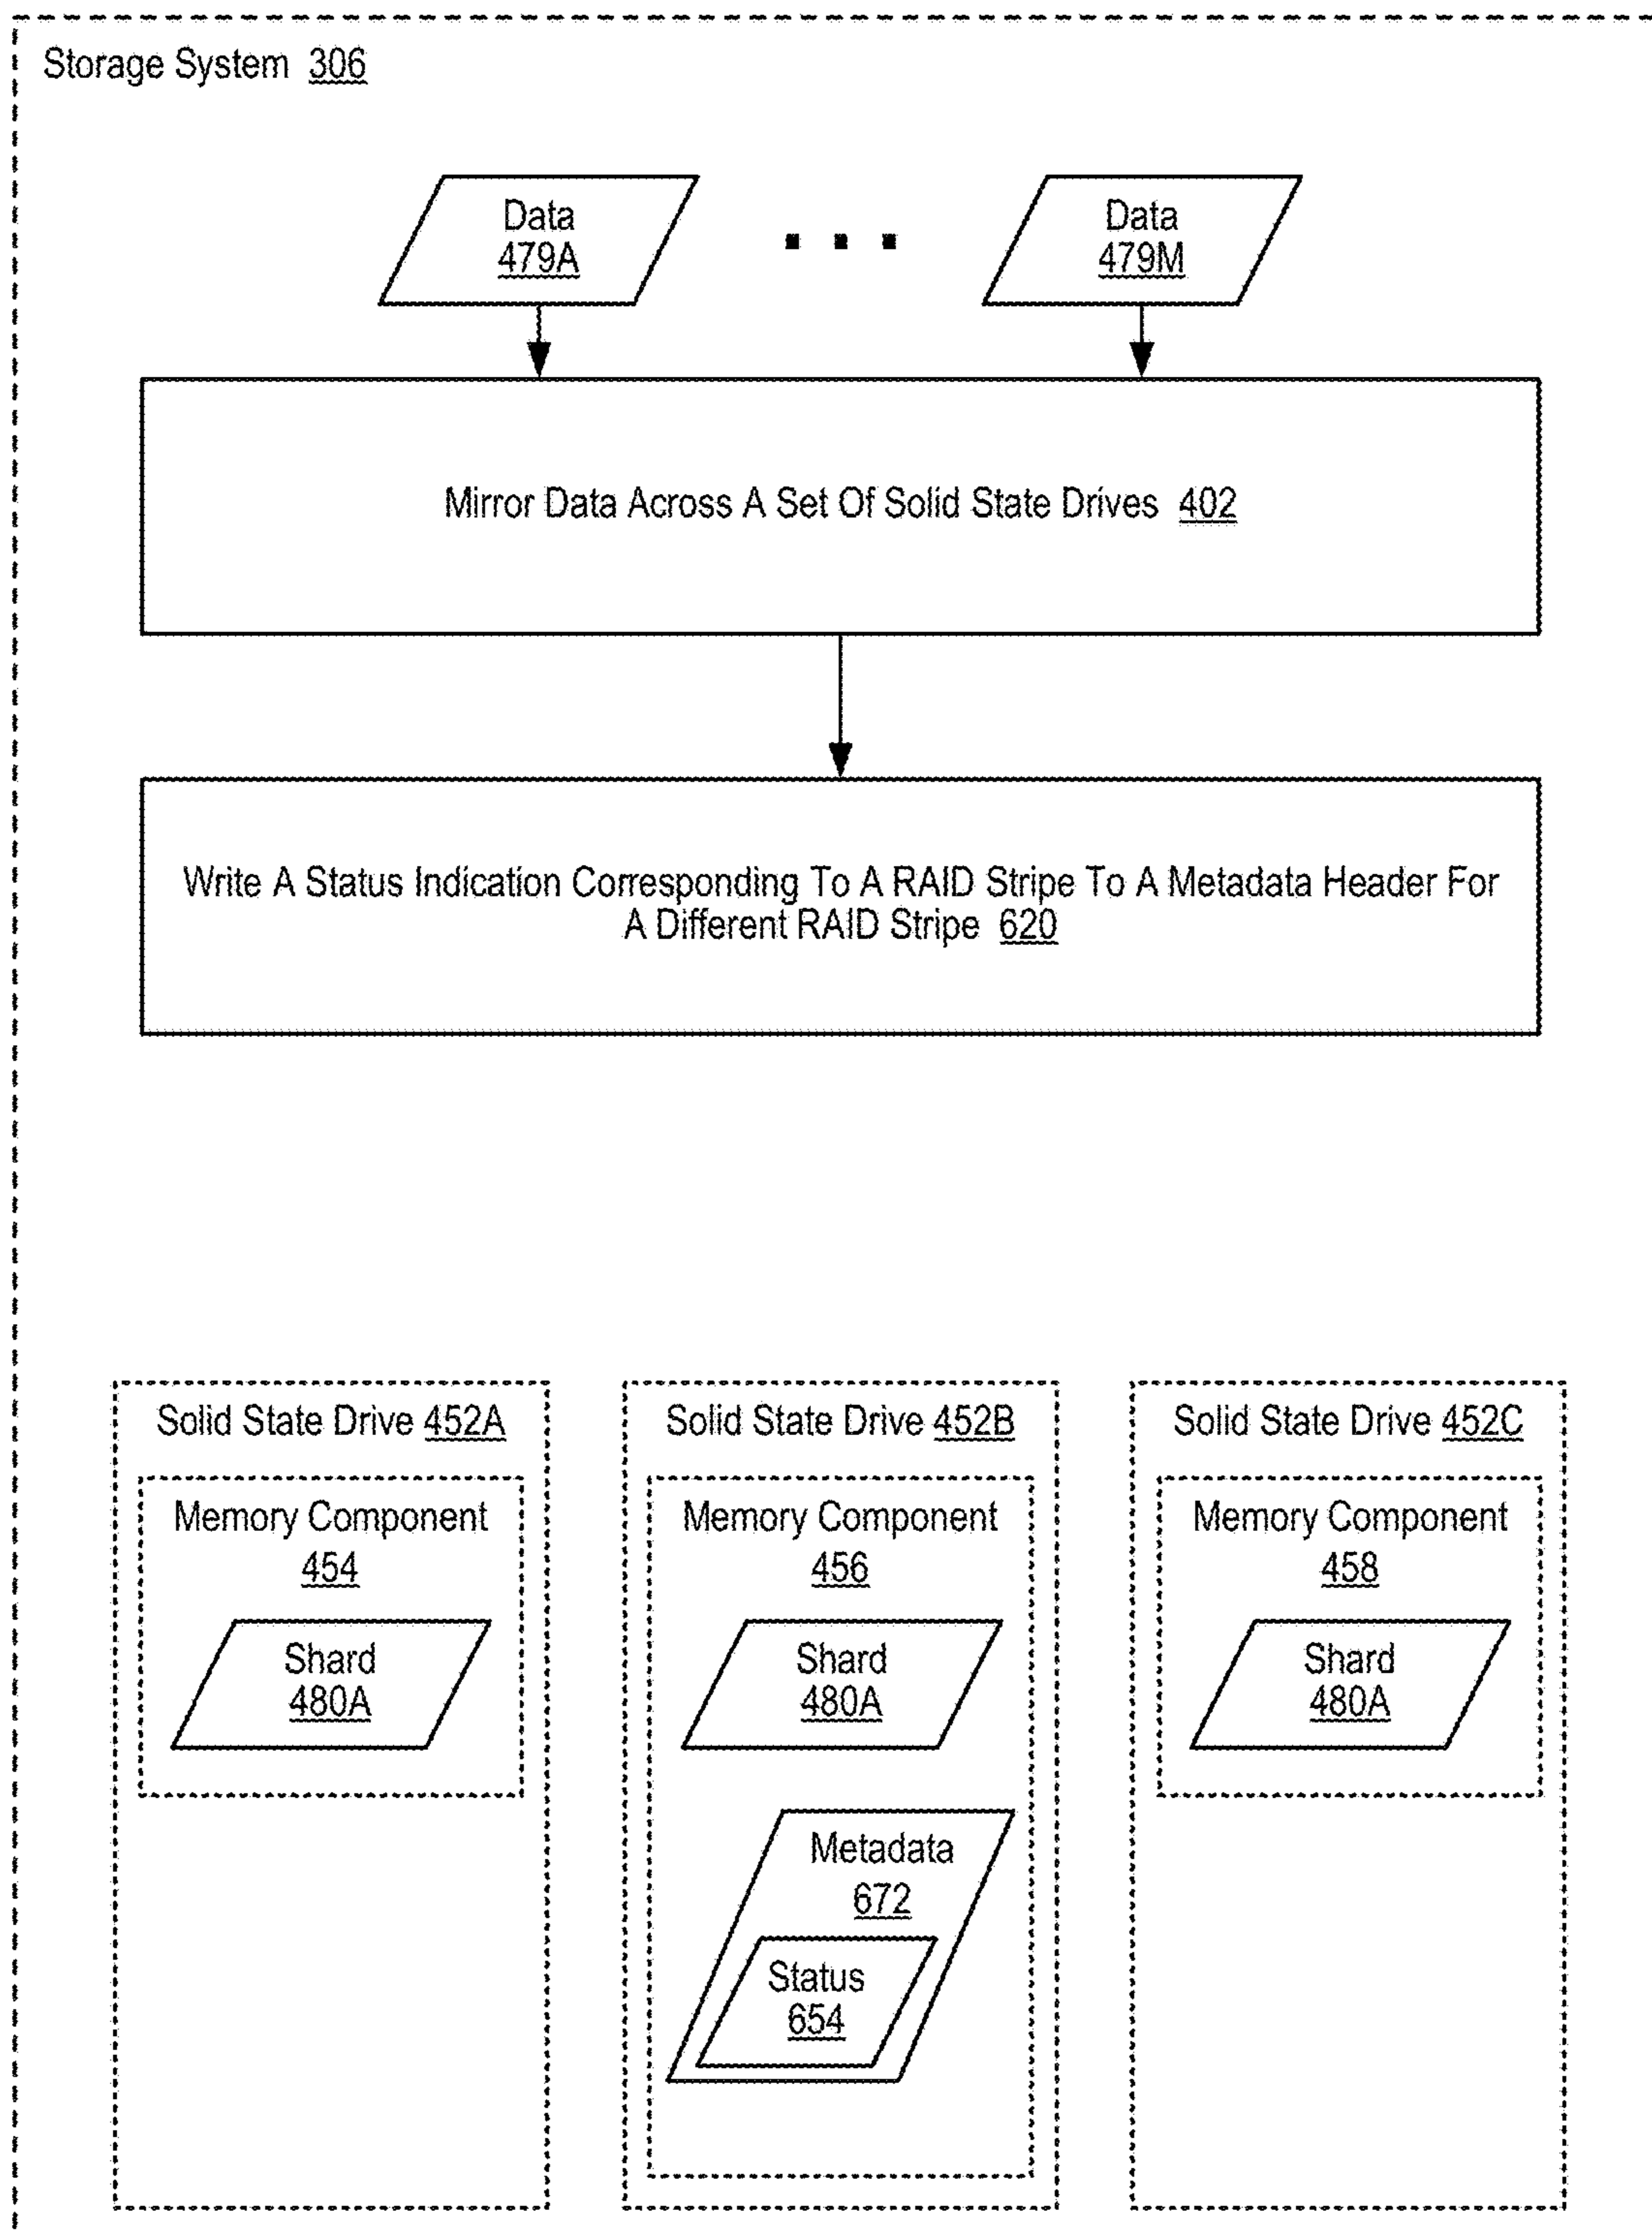 Storage System 306
Data
479A
Data
479M
Mirror Data Across A Set Of Solid State Drives 402
Write A Status Indication Corresponding To A RAID Stripe To A Metadata Header For
A Different RAID Stripe 620
Solid State Drive 452A
Memory Component
454
Shard
480A
Solid State Drive 452B
Memory Component
456
Shard
480A
Metadata
672
Status
654
Solid State Drive 452C
Memory Component
458
Shard
480A